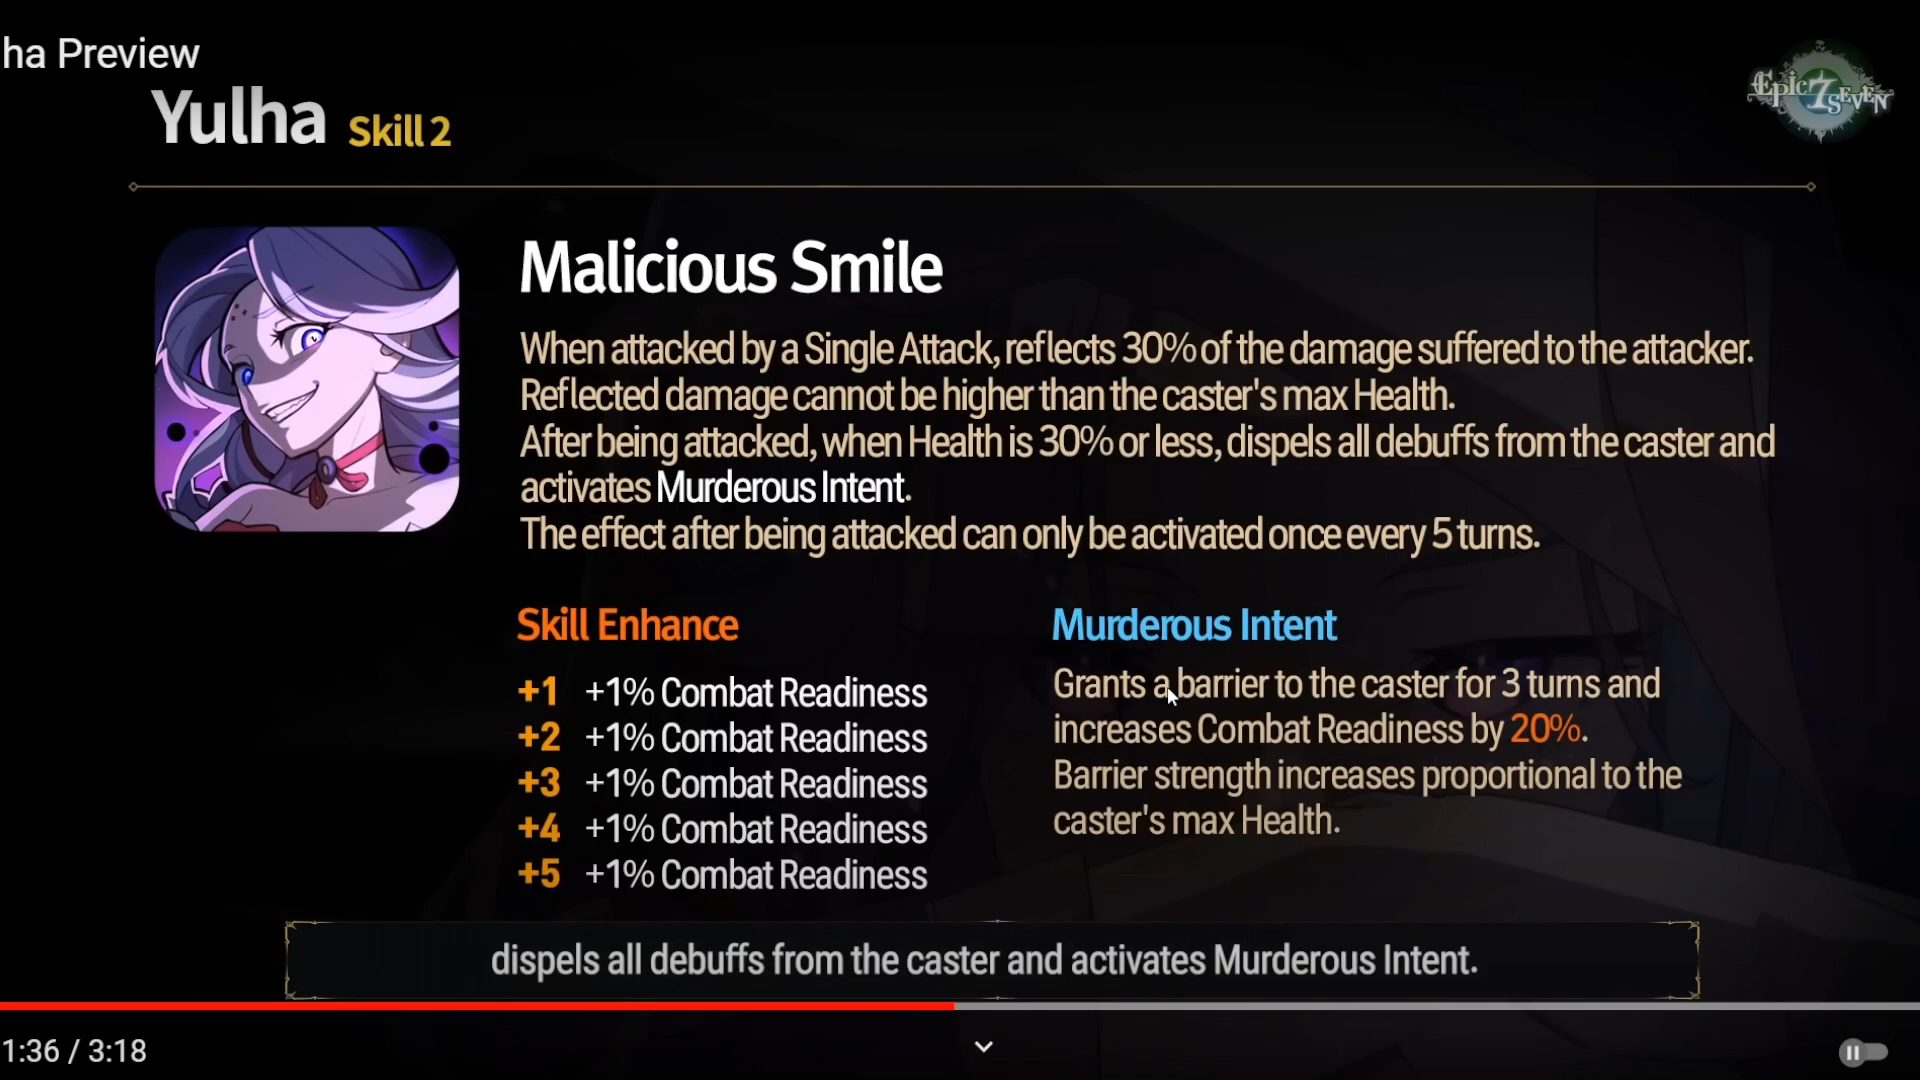 ha Preview
Epic 7 SEVEN
Yulha Skill 2
Malicious Smile
When attacked by a Single Attack, reflects 30% of the damage suffered to the attacker.
Reflected damage cannot be higher than the caster's max Health.
After being attacked, when Health is 30% or less, dispels all debuffs from the caster and
activates Murderous Intent.
The effect after being attacked can only be activated once every 5 turns.
Skill Enhance
+1 +1% Combat Readiness
+2 +1% Combat Readiness
+3 +1% Combat Readiness
+4 +1% Combat Readiness
+5 +1% Combat Readiness
Murderous Intent
Grants a barrier to the caster for 3 turns and
increases Combat Readiness by 20%.
Barrier strength increases proportional to the
caster's max Health.
dispels all debuffs from the caster and activates Murderous Intent.
1:36 / 3:18